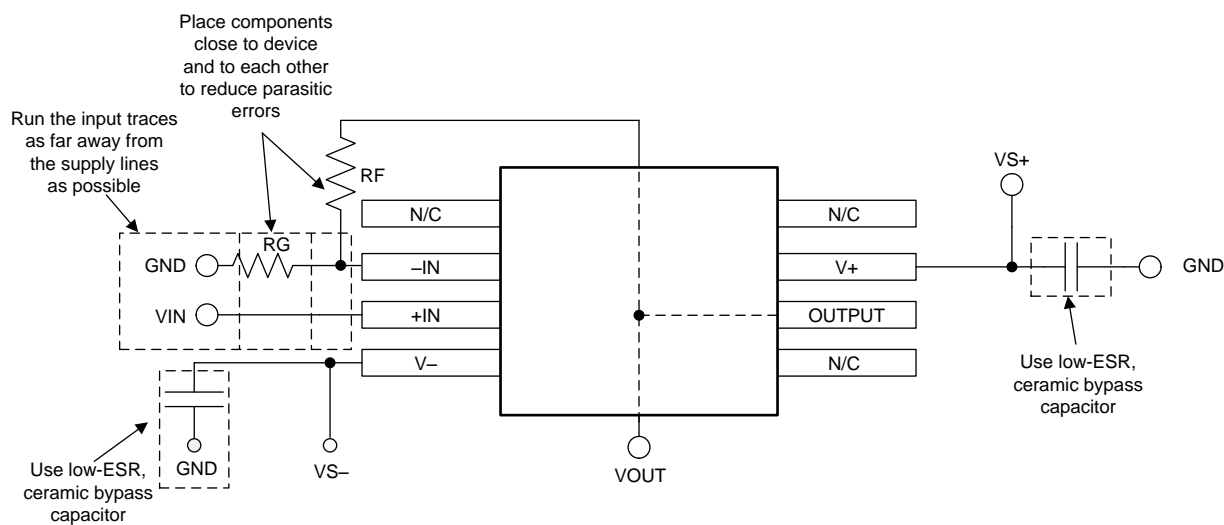 Place components
close to device
and to each other
to reduce parasitic
errors
Run the input traces
as far away from
the supply lines
as possible
RF
VS+
N/C
N/C
RG
GND
–IN
V+
GND
VIN
+IN
OUTPUT
V–
N/C
Use low-ESR,
ceramic bypass
capacitor
GND
VS–
VOUT
Use low-ESR,
ceramic bypass
capacitor